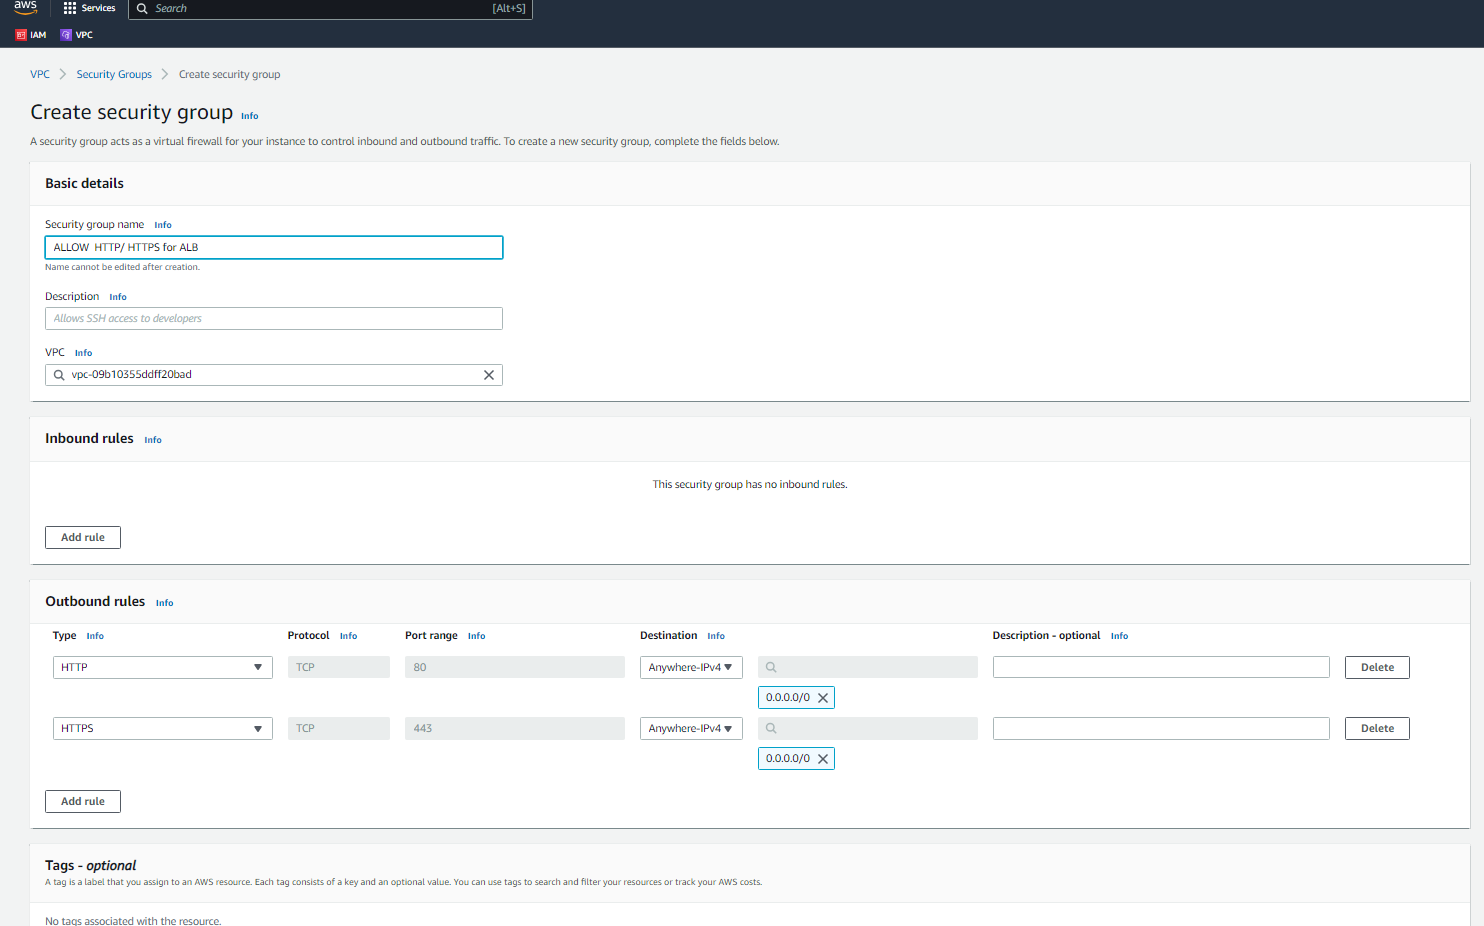 aws
Services
Search
[Alt+S]
IAM
VPC
VPC
Security Groups
Create security group
Create security group Info
A security group acts as a virtual firewall for your instance to control inbound and outbound traffic. To create a new security group, complete the fields below.
Basic details
Security group name Info
ALLOW  HTTP/ HTTPS for ALB
Name cannot be edited after creation.
Description Info
Allows SSH access to developers
VPC Info
vpc-09b10355ddff20bad
Inbound rules Info
This security group has no inbound rules.
Add rule
Outbound rules Info
Type Info Protocol Info Port range Info Destination Info Description - optional Info
HTTP TCP 80 Anywhere-IPv4 Delete
0.0.0.0/0
HTTPS TCP 443 Anywhere-IPv4 Delete
0.0.0.0/0
Add rule
Tags - optional
A tag is a label that you assign to an AWS resource. Each tag consists of a key and an optional value. You can use tags to search and filter your resources or track your AWS costs.
No tags associated with the resource.